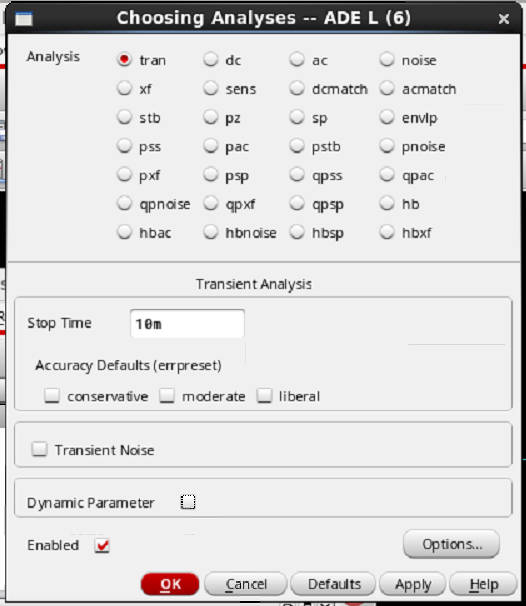 Choosing Analyses -- ADE L (6)
Analysis tran dc ac noise
xf sens dcmatch acmatch
stb pz sp envlp
pss pac pstb pnoise
pxf psp qpss qpac
qpnoise qpxf qpsp hb
hbac hbnoise hbsp hbxf
Transient Analysis
Stop Time 10m
Accuracy Defaults (errpreset)
conservative moderate liberal
Transient Noise
Dynamic Parameter
Enabled Options...
OK Cancel Defaults Apply Help